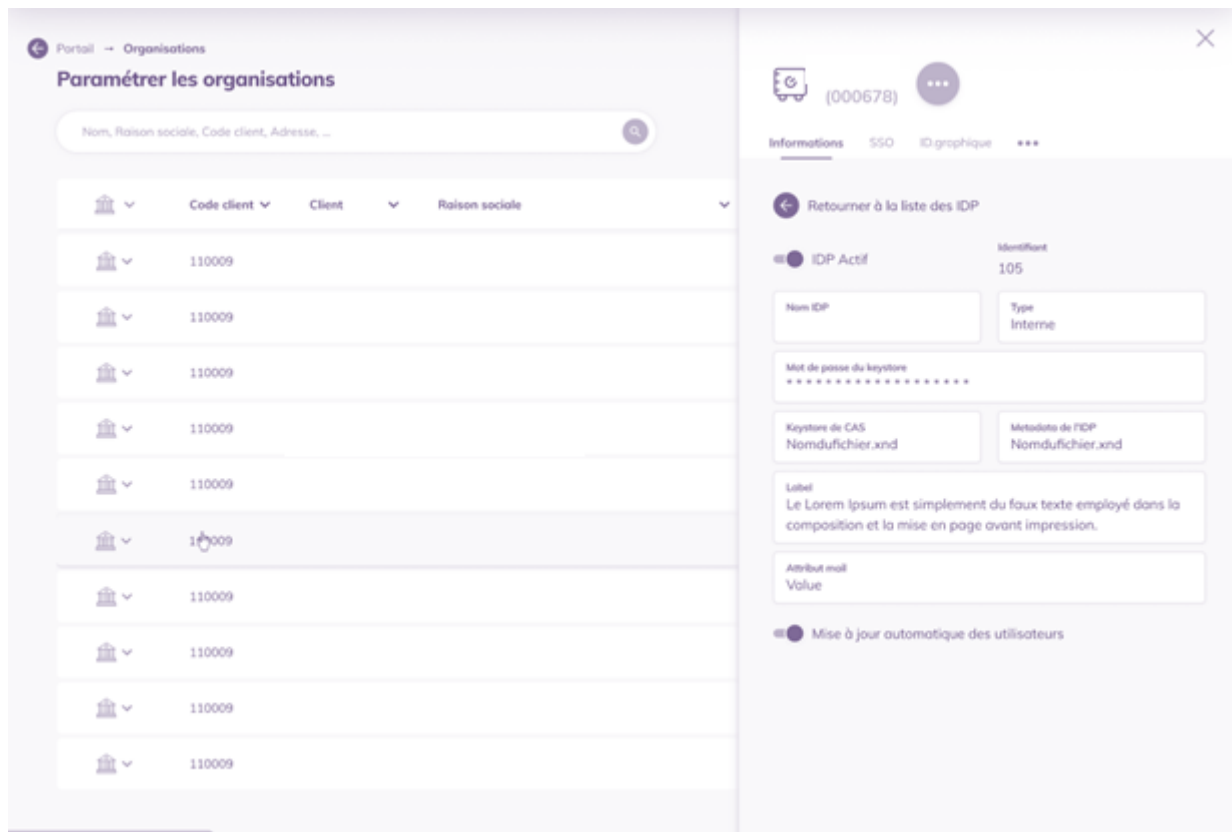 Portail → Organisations
Paramétrer les organisations
Nom, Raison sociale, Code client, Adresse, ...
Code client Client Raison sociale
110009
110009
110009
110009
110009
110009
110009
110009
110009
(000678)
Informations SSO ID.graphique
Retourner à la liste des IDP
IDP Actif
Identifiant
105
Nom IDP
Type
Interne
Mot de passe du keystore
* * * * * * * * * * * * * * * * * * *
Keystore de CAS
Nomdufichier.xnd
Metadata de l'IDP
Nomdufichier.xnd
Label
Le Lorem Ipsum est simplement du faux texte employé dans la
composition et la mise en page avant impression.
Attribut mail
Value
Mise à jour automatique des utilisateurs